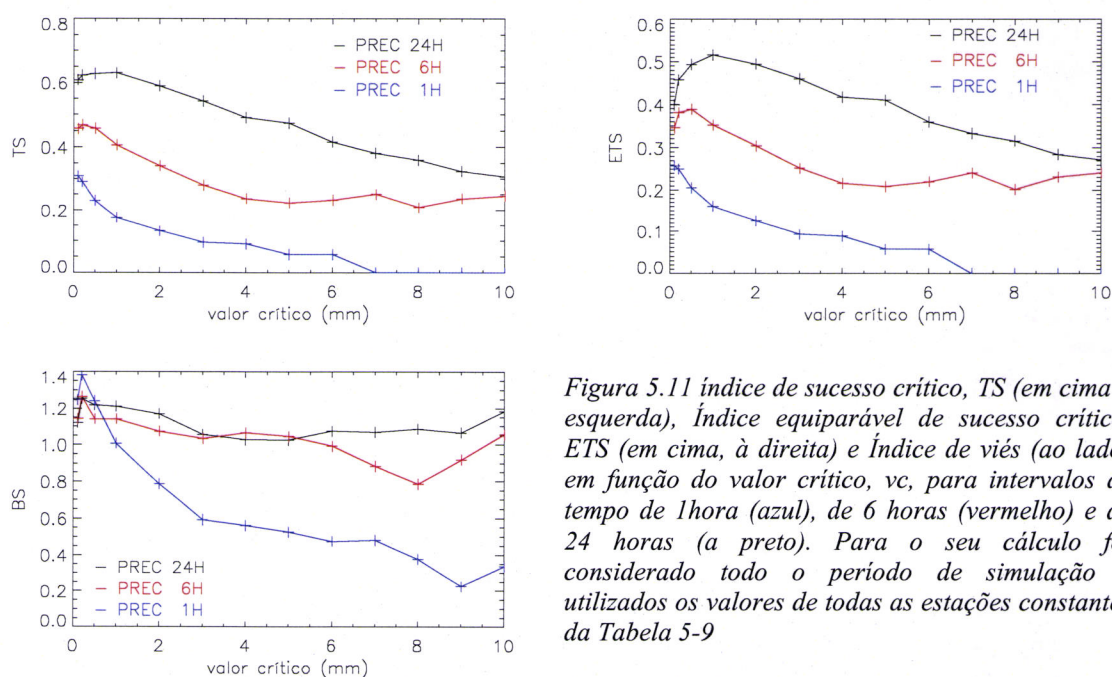 0.8
0.6
0.4
0.2
0.0
TS
PREC 24H
PREC 6H
PREC 1H
0 2 4 6 8 10
valor crítico (mm)
0.6
0.5
0.4
0.3
0.2
0.1
0.0
ETS
PREC 24H
PREC 6H
PREC 1H
0 2 4 6 8 10
valor crítico (mm)
1.4
1.2
1.0
0.8
0.6
0.4
0.2
0.0
BS
PREC 24H
PREC 6H
PREC 1H
0 2 4 6 8 10
valor crítico (mm)
Figura 5.11 índice de sucesso crítico, TS (em cima
esquerda), Índice equiparável de sucesso crític
ETS (em cima, à direita) e Índice de viés (ao lado
em função do valor crítico, vc, para intervalos d
tempo de 1hora (azul), de 6 horas (vermelho) e d
24 horas (a preto). Para o seu cálculo fo
considerado todo o período de simulação
utilizados os valores de todas as estações constante
da Tabela 5-9